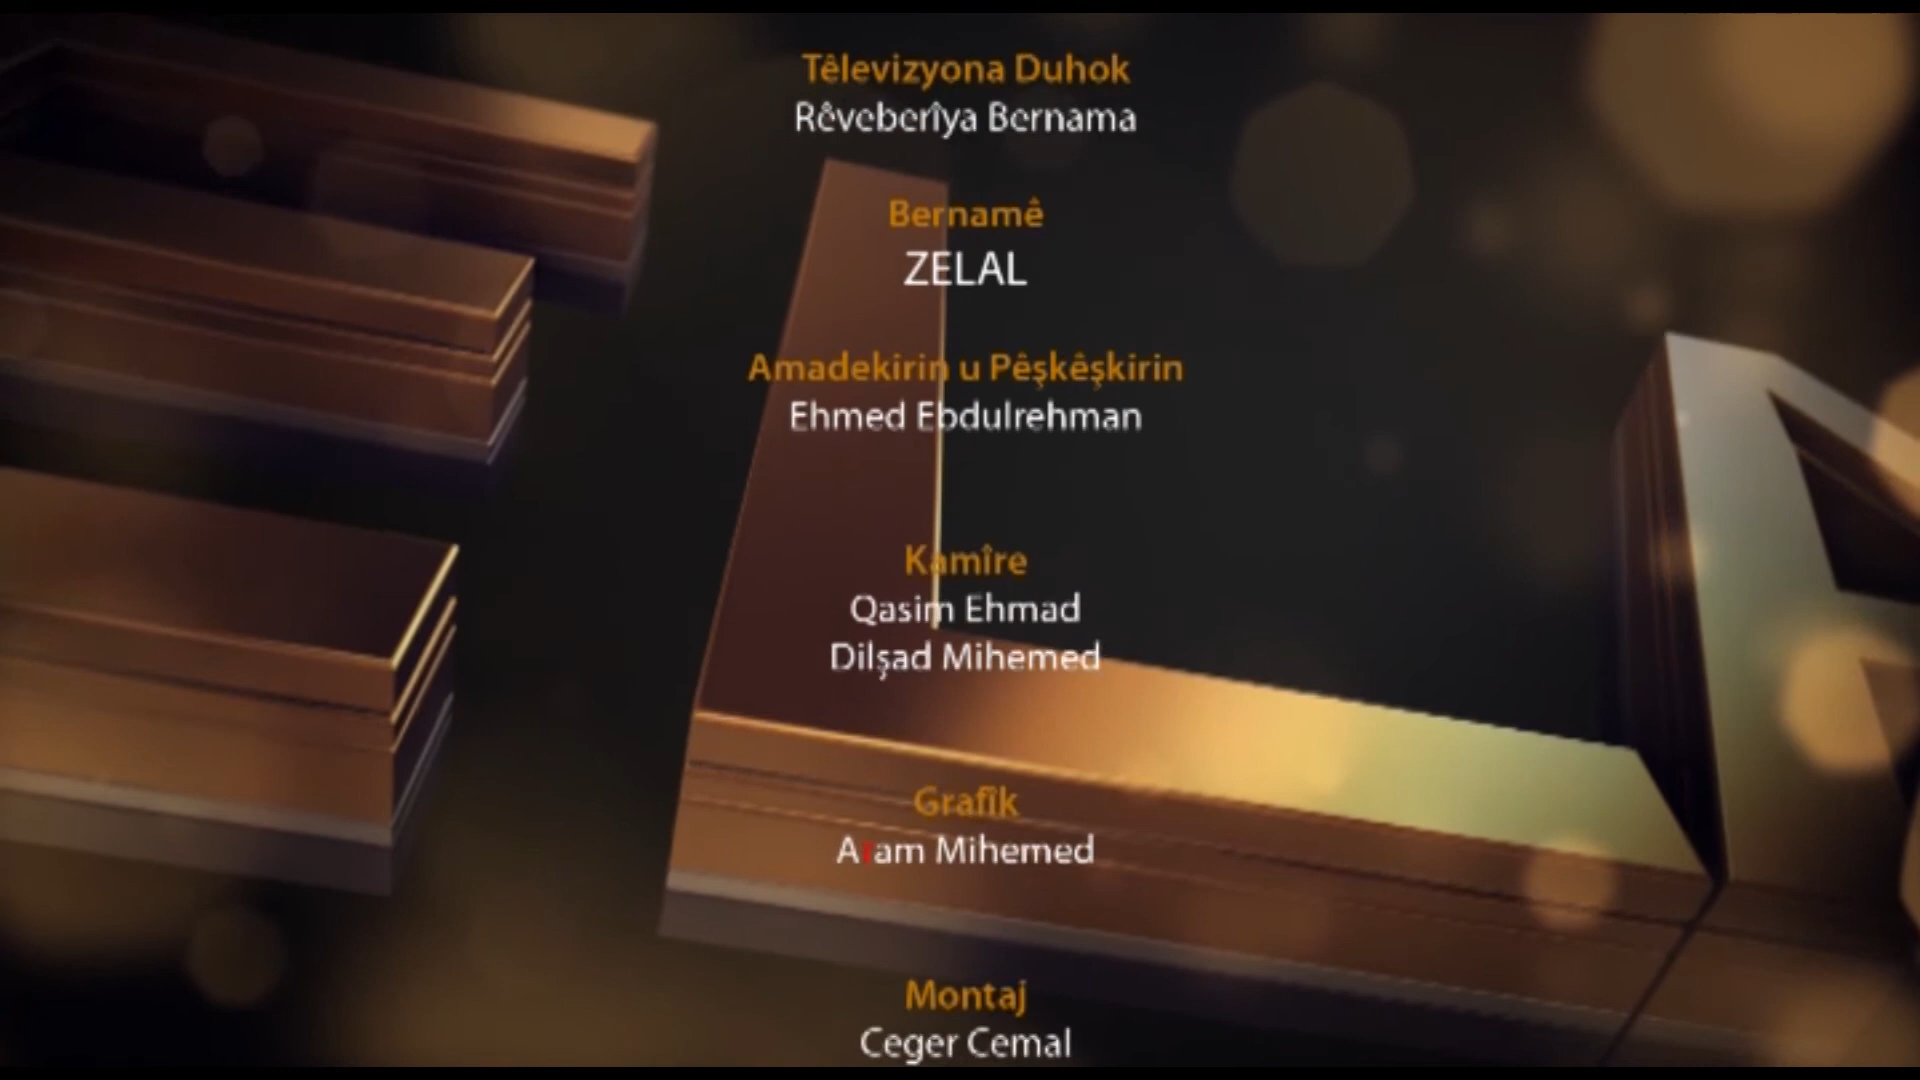 Têlevizyona Duhok
Rêveberîya Bernama
Bernamê
ZELAL
Amadekirin u Pêşkêşkirin
Ehmed Ebdulrehman
Kamîre
Qasim Ehmad
Dilşad Mihemed
Grafîk
Aram Mihemed
Montaj
Ceger Cemal